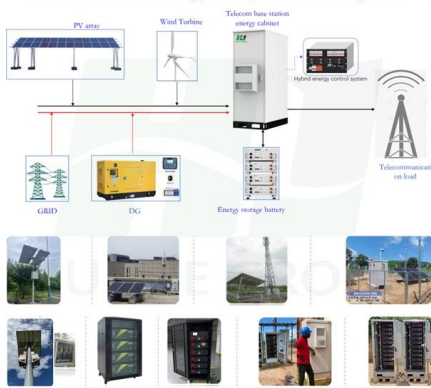 Telecom base station
energy cabinet
PV array
Wind Turbine
Hybrid energy control system
Telecommunicati
on load
GRID
DG
Energy storage battery